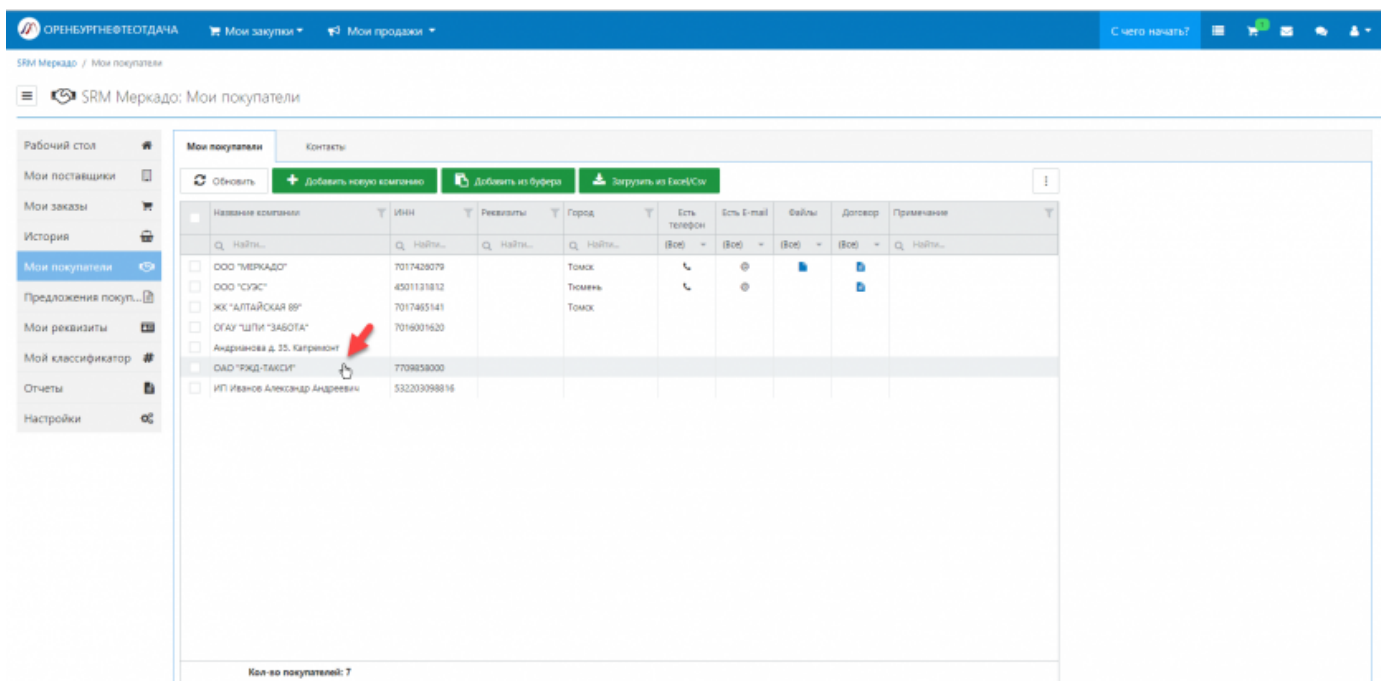 ОРЕНБУРГНЕФТЕОТДАЧА Мои закупки Мои продажи С чего начать? 1
SRM Меркадо / Мои покупатели
SRM Меркадо: Мои покупатели
Рабочий стол
Мои поставщики
Мои заказы
История
Мои покупатели
Предложения покуп...
Мои реквизиты
Мой классификатор
Отчеты
Настройки
Мои покупатели Контакты
Обновить Добавить новую компанию Добавить из буфера Загрузить из Excel/Csv
Название компании ИНН Реквизиты Город Есть телефон Есть E-mail Файлы Договор Примечание
Найти... Найти... Найти... Найти... (Все) (Все) (Все) (Все) Найти...
ООО "МЕРКАДО" 7017426079 Томск
ООО "СУЭС" 4501131812 Тюмень
ЖК "АЛТАЙСКАЯ 89" 7017465141 Томск
ОГАУ "ШПИ "ЗАБОТА" 7016001620
Андрианова д. 35. Капремонт
ОАО "РЖД-ТАКСИ" 7709858000
ИП Иванов Александр Андреевич 532203098816
Кол-во покупателей: 7